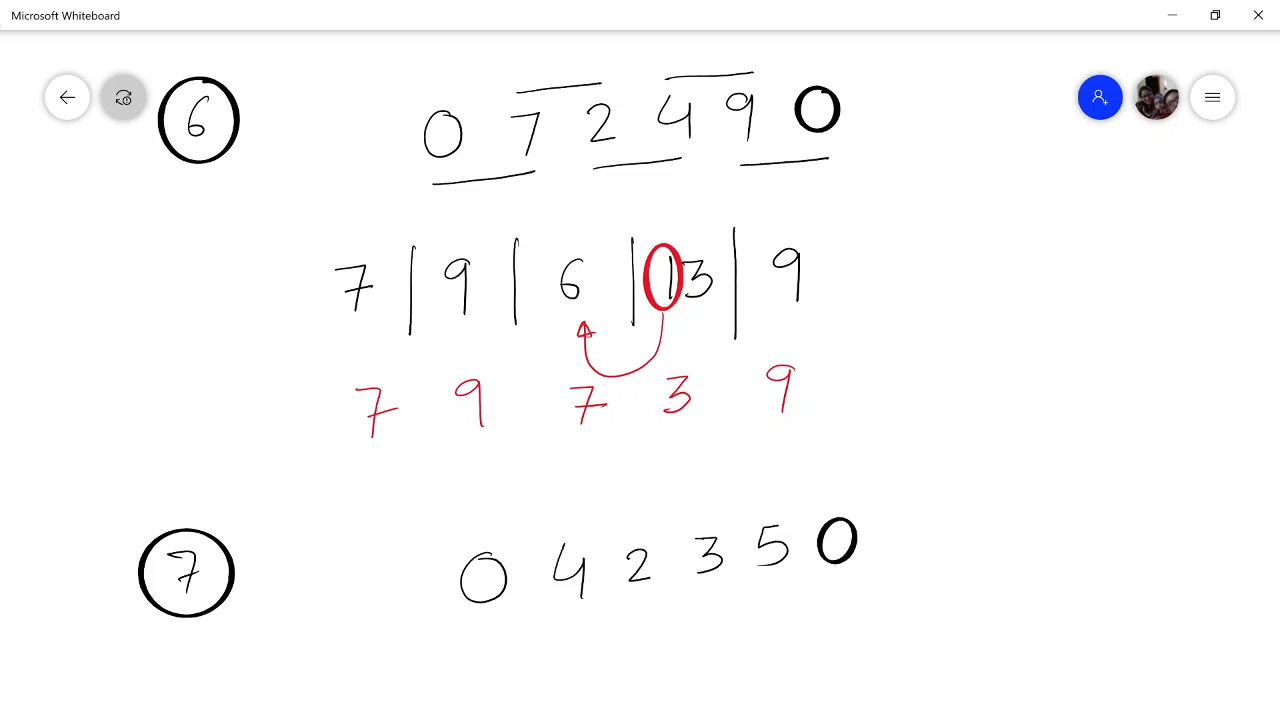 Microsoft Whiteboard
6
0 7 2 4 9 0
7 | 9 | 6 | 13 | 9
7 9 7 3 9
7
0 4 2 3 5 0